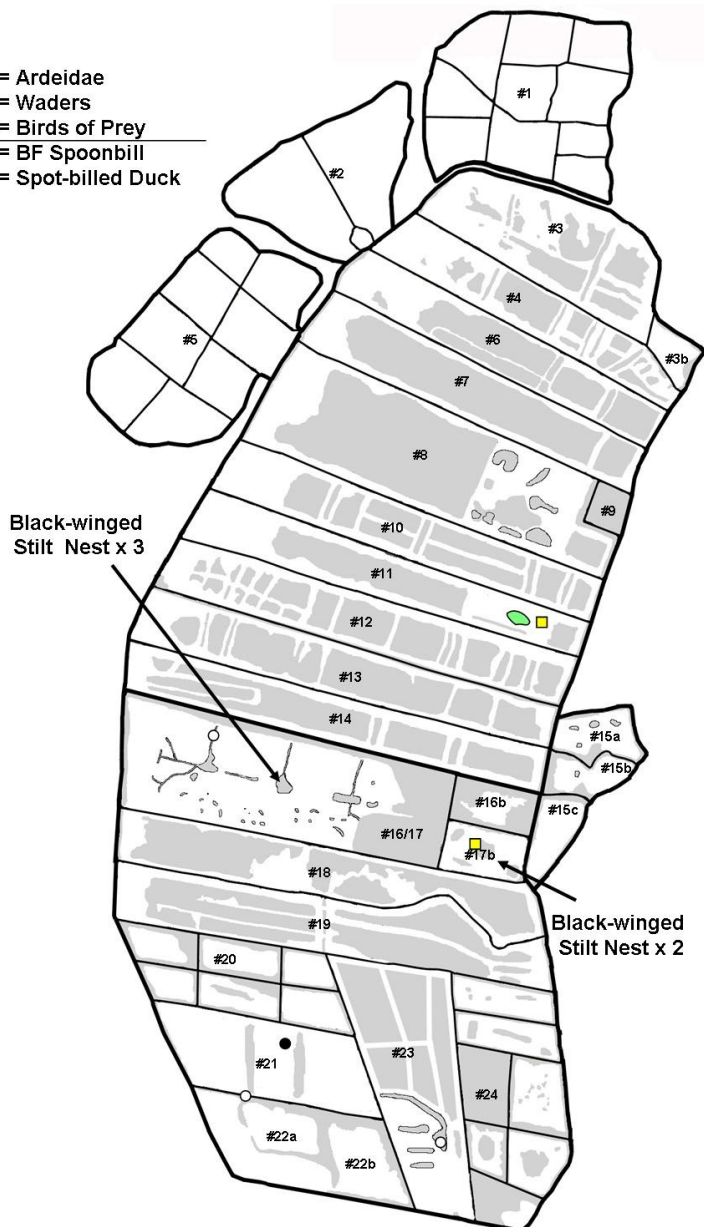 = Ardeidae
= Waders
= Birds of Prey
= BF Spoonbill
= Spot-billed Duck
#1
#2
#3
#4
#5
#6
#3b
#7
#8
#9
#10
Black-winged
Stilt Nest x 3
#11
#12
#13
#14
#15a
#15b
#15c
#16b
#16/17
#17b
#18
Black-winged
Stilt Nest x 2
#19
#20
#23
#21
#24
#22a
#22b